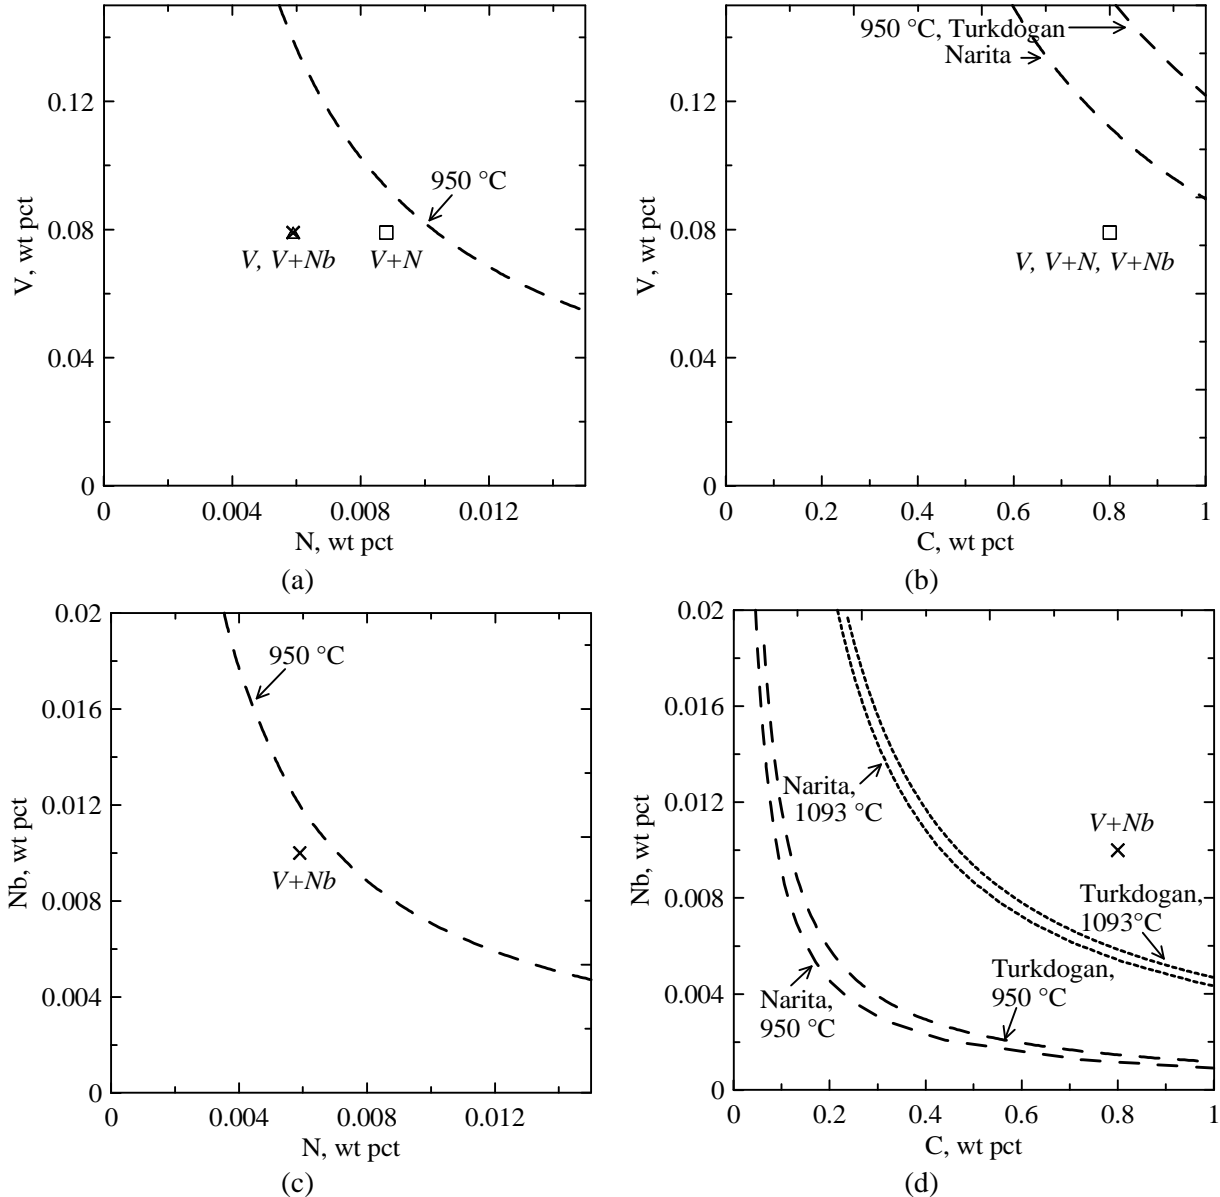 950 °C, Turkdogan
Narita
0.12
0.08
0.04
0
V, wt pct
950 °C
V, V+Nb
V+N
0
0.004
0.008
0.012
N, wt pct
(a)
0.12
0.08
0.04
0
V, wt pct
V, V+N, V+Nb
0
0.2
0.4
0.6
0.8
1
C, wt pct
(b)
0.02
0.016
0.012
0.008
0.004
0
Nb, wt pct
950 °C
V+Nb
0
0.004
0.008
0.012
N, wt pct
(c)
0.02
0.016
0.012
0.008
0.004
0
Nb, wt pct
Narita,
1093 °C
V+Nb
Turkdogan,
1093°C
Turkdogan,
950 °C
Narita,
950 °C
0
0.2
0.4
0.6
0.8
1
C, wt pct
(d)